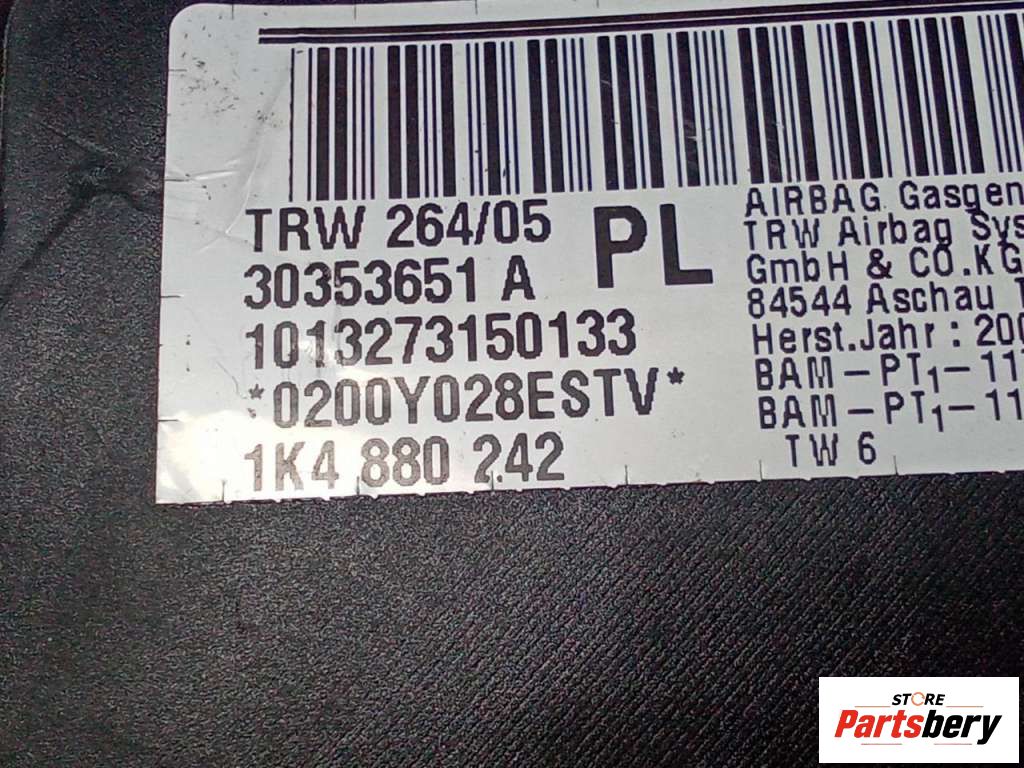 TRW 264/05
30353651 A
1013273150133
*0200Y028ESTV*
1K4 880 242
PL
AIRBAG Gasgen
TRW Airbag Sys
GmbH & CO.KG
84544 Aschau T
Herst.Jahr: 200
BAM-PT1-11
BAM-PT1-11
TW 6
STORE
Partsbery